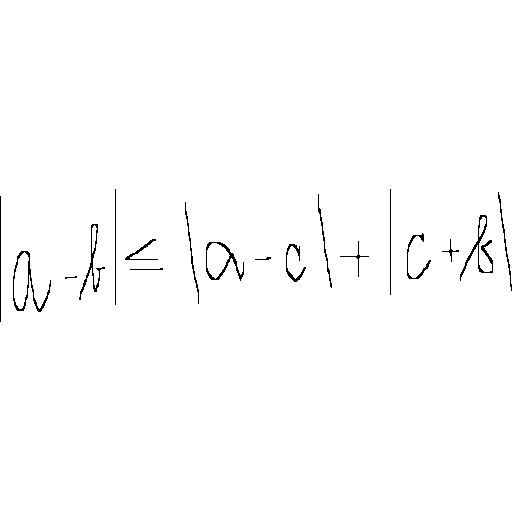 |a-b| ≤ |a-c| + |c+b|